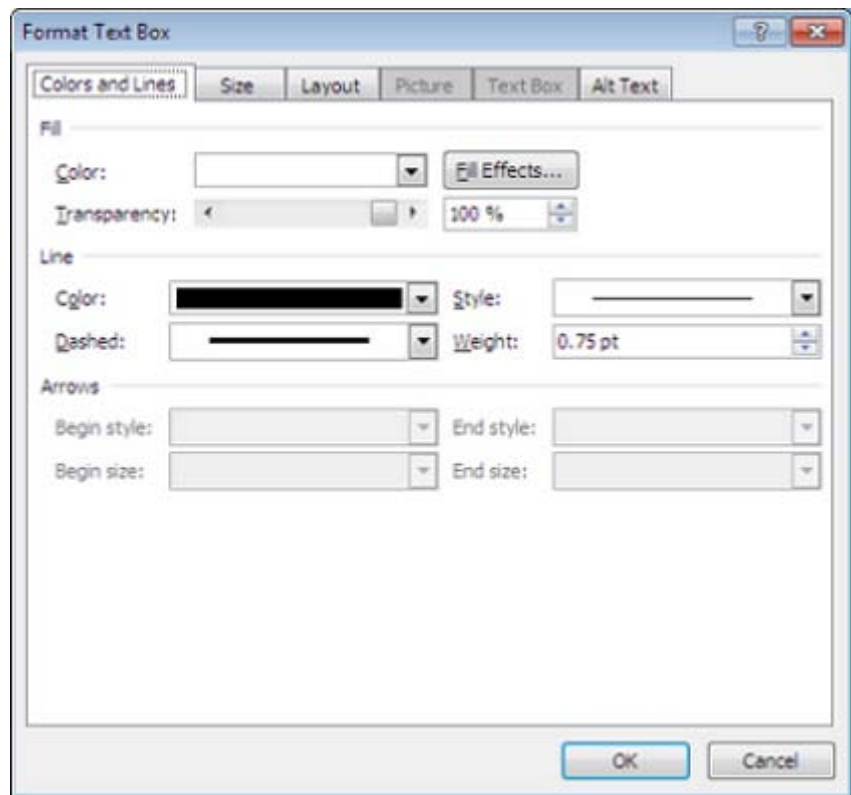 Format Text Box
Colors and Lines Size Layout Picture Text Box Alt Text
Fill
Color: Fill Effects...
Transparency: 100 %
Line
Color: Style:
Dashed: Weight: 0.75 pt
Arrows
Begin style: End style:
Begin size: End size:
OK Cancel